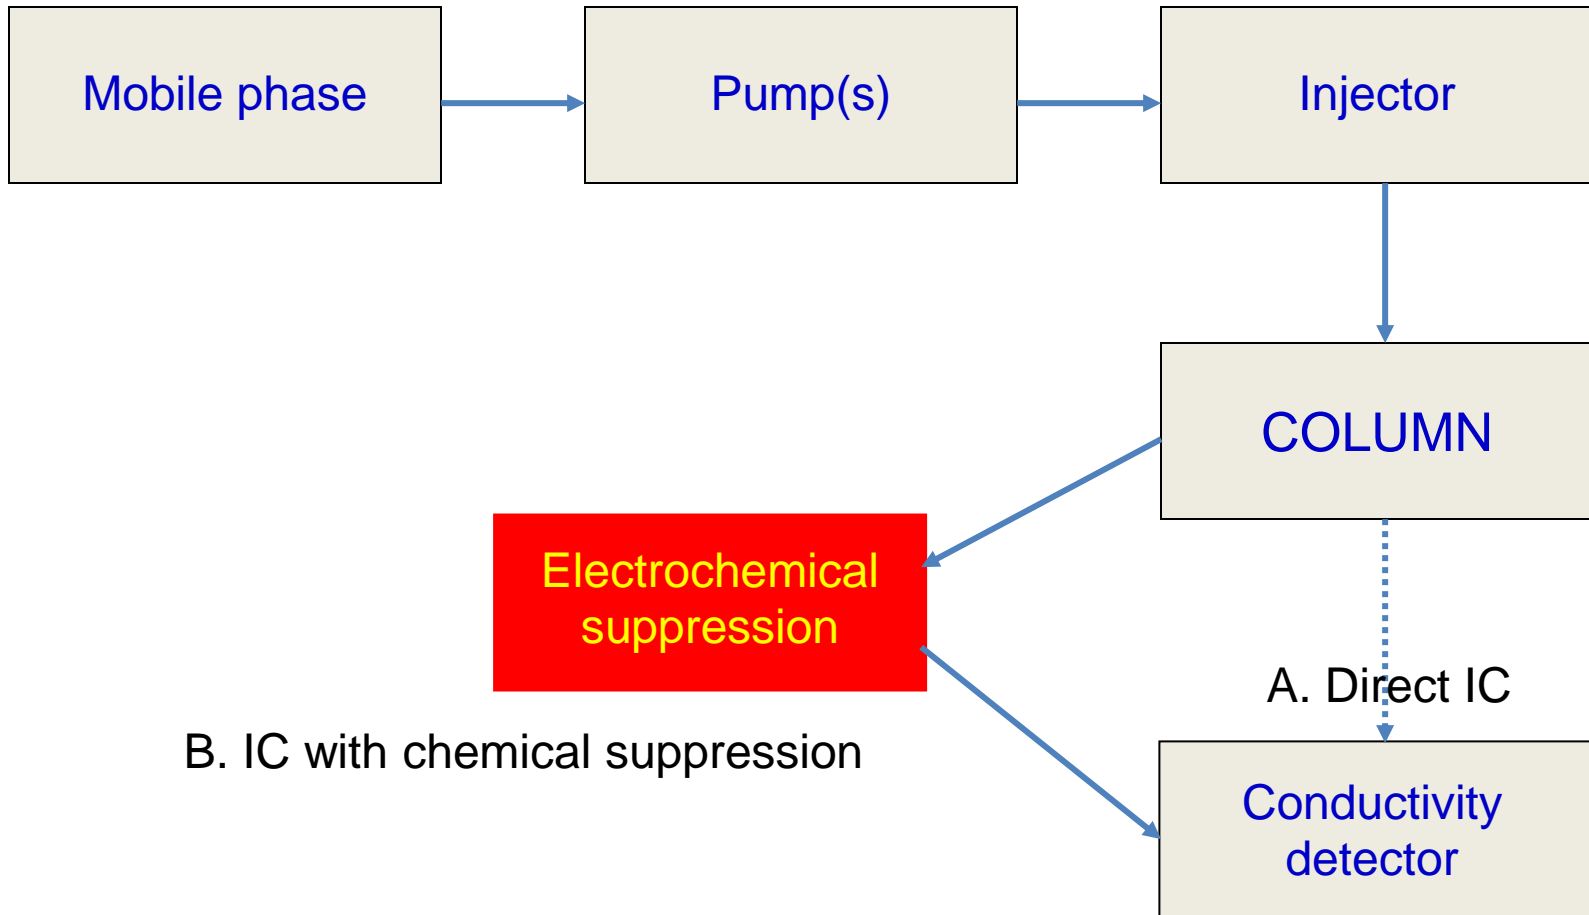 Mobile phase
Pump(s)
Injector
COLUMN
Electrochemical
suppression
A. Direct IC
B. IC with chemical suppression
Conductivity
detector